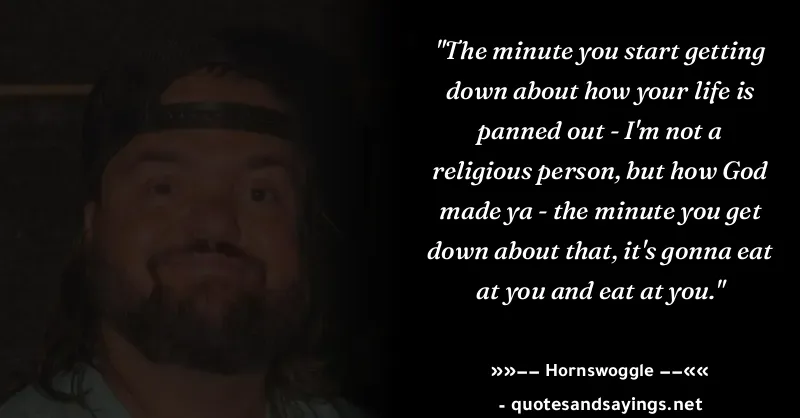 "The minute you start getting
down about how your life is
panned out - I'm not a
religious person, but how God
made ya - the minute you get
down about that, it's gonna eat
at you and eat at you."
»»−− Hornswoggle −−««
- quotesandsayings.net